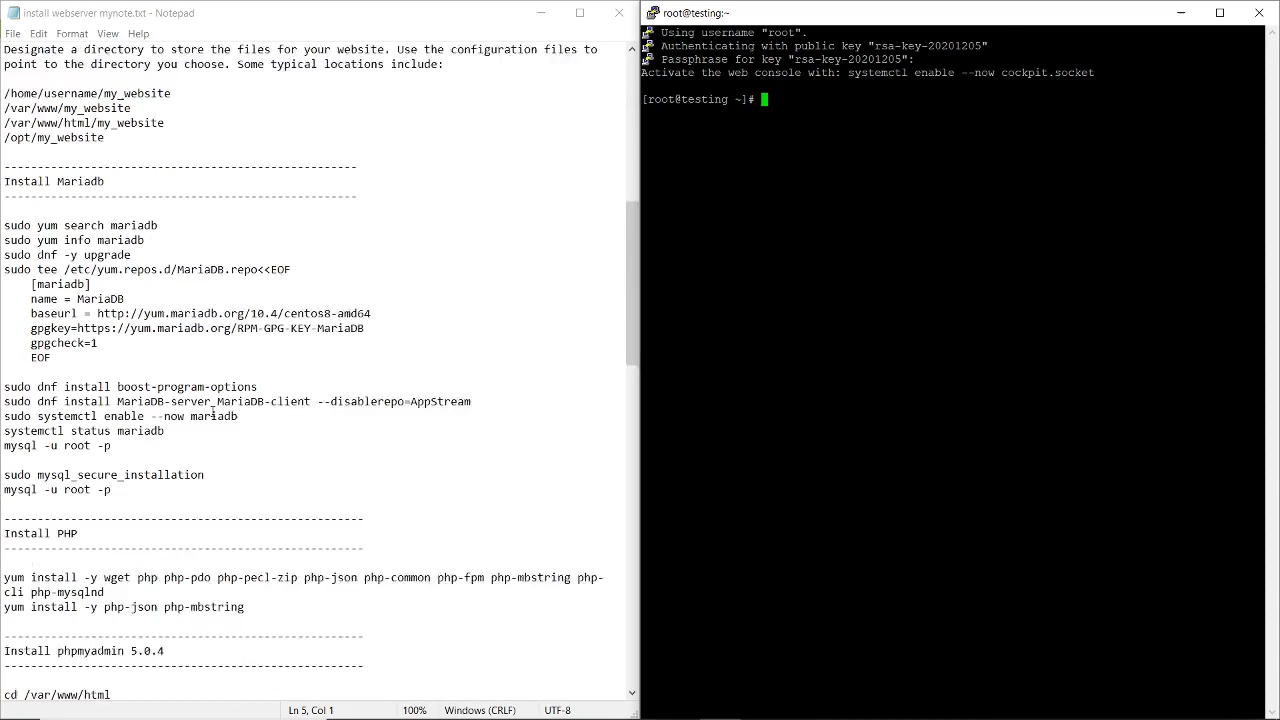 install webserver mynote.txt - Notepad
File Edit Format View Help
Designate a directory to store the files for your website. Use the configuration files to
point to the directory you choose. Some typical locations include:
/home/username/my_website
/var/www/my_website
/var/www/html/my_website
/opt/my_website
-----------------------------------------------------
Install Mariadb
-----------------------------------------------------
sudo yum search mariadb
sudo yum info mariadb
sudo dnf -y upgrade
sudo tee /etc/yum.repos.d/MariaDB.repo<<EOF
[mariadb]
name = MariaDB
baseurl = http://yum.mariadb.org/10.4/centos8-amd64
gpgkey=https://yum.mariadb.org/RPM-GPG-KEY-MariaDB
gpgcheck=1
EOF
sudo dnf install boost-program-options
sudo dnf install MariaDB-server MariaDB-client --disablerepo=AppStream
sudo systemctl enable --now mariadb
systemctl status mariadb
mysql -u root -p
sudo mysql_secure_installation
mysql -u root -p
------------------------------------------------------
Install PHP
------------------------------------------------------
yum install -y wget php php-pdo php-pecl-zip php-json php-common php-fpm php-mbstring php-
cli php-mysqlnd
yum install -y php-json php-mbstring
------------------------------------------------------
Install phpmyadmin 5.0.4
------------------------------------------------------
cd /var/www/html
Ln 5, Col 1 100% Windows (CRLF) UTF-8
root@testing:~
Using username "root".
Authenticating with public key "rsa-key-20201205"
Passphrase for key "rsa-key-20201205":
Activate the web console with: systemctl enable --now cockpit.socket
[root@testing ~]#